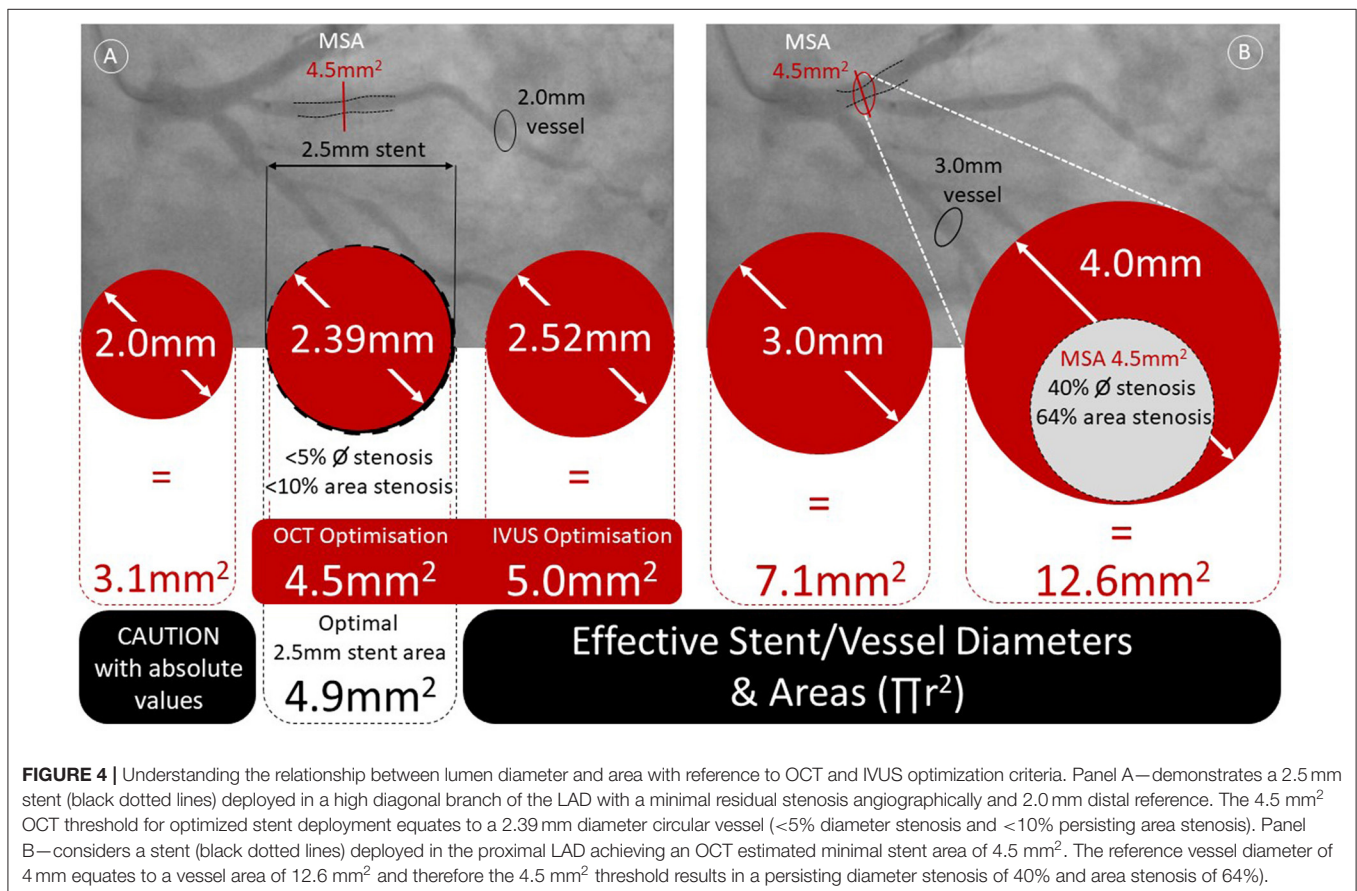 A
MSA
4.5mm²
2.0mm
vessel
2.5mm stent
2.0mm
2.39mm
2.52mm
<5% Ø stenosis
<10% area stenosis
=
=
OCT Optimisation
IVUS Optimisation
3.1mm²
4.5mm²
5.0mm²
CAUTION
with absolute
values
Optimal
2.5mm stent area
4.9mm²
B
MSA
4.5mm²
3.0mm
vessel
3.0mm
4.0mm
MSA 4.5mm²
40% Ø stenosis
64% area stenosis
=
=
7.1mm²
12.6mm²
Effective Stent/Vessel Diameters
& Areas (∏r²)
FIGURE 4 | Understanding the relationship between lumen diameter and area with reference to OCT and IVUS optimization criteria. Panel A—demonstrates a 2.5 mm
stent (black dotted lines) deployed in a high diagonal branch of the LAD with a minimal residual stenosis angiographically and 2.0 mm distal reference. The 4.5 mm²
OCT threshold for optimized stent deployment equates to a 2.39 mm diameter circular vessel (<5% diameter stenosis and <10% persisting area stenosis). Panel
B—considers a stent (black dotted lines) deployed in the proximal LAD achieving an OCT estimated minimal stent area of 4.5 mm². The reference vessel diameter of
4 mm equates to a vessel area of 12.6 mm² and therefore the 4.5 mm² threshold results in a persisting diameter stenosis of 40% and area stenosis of 64%).